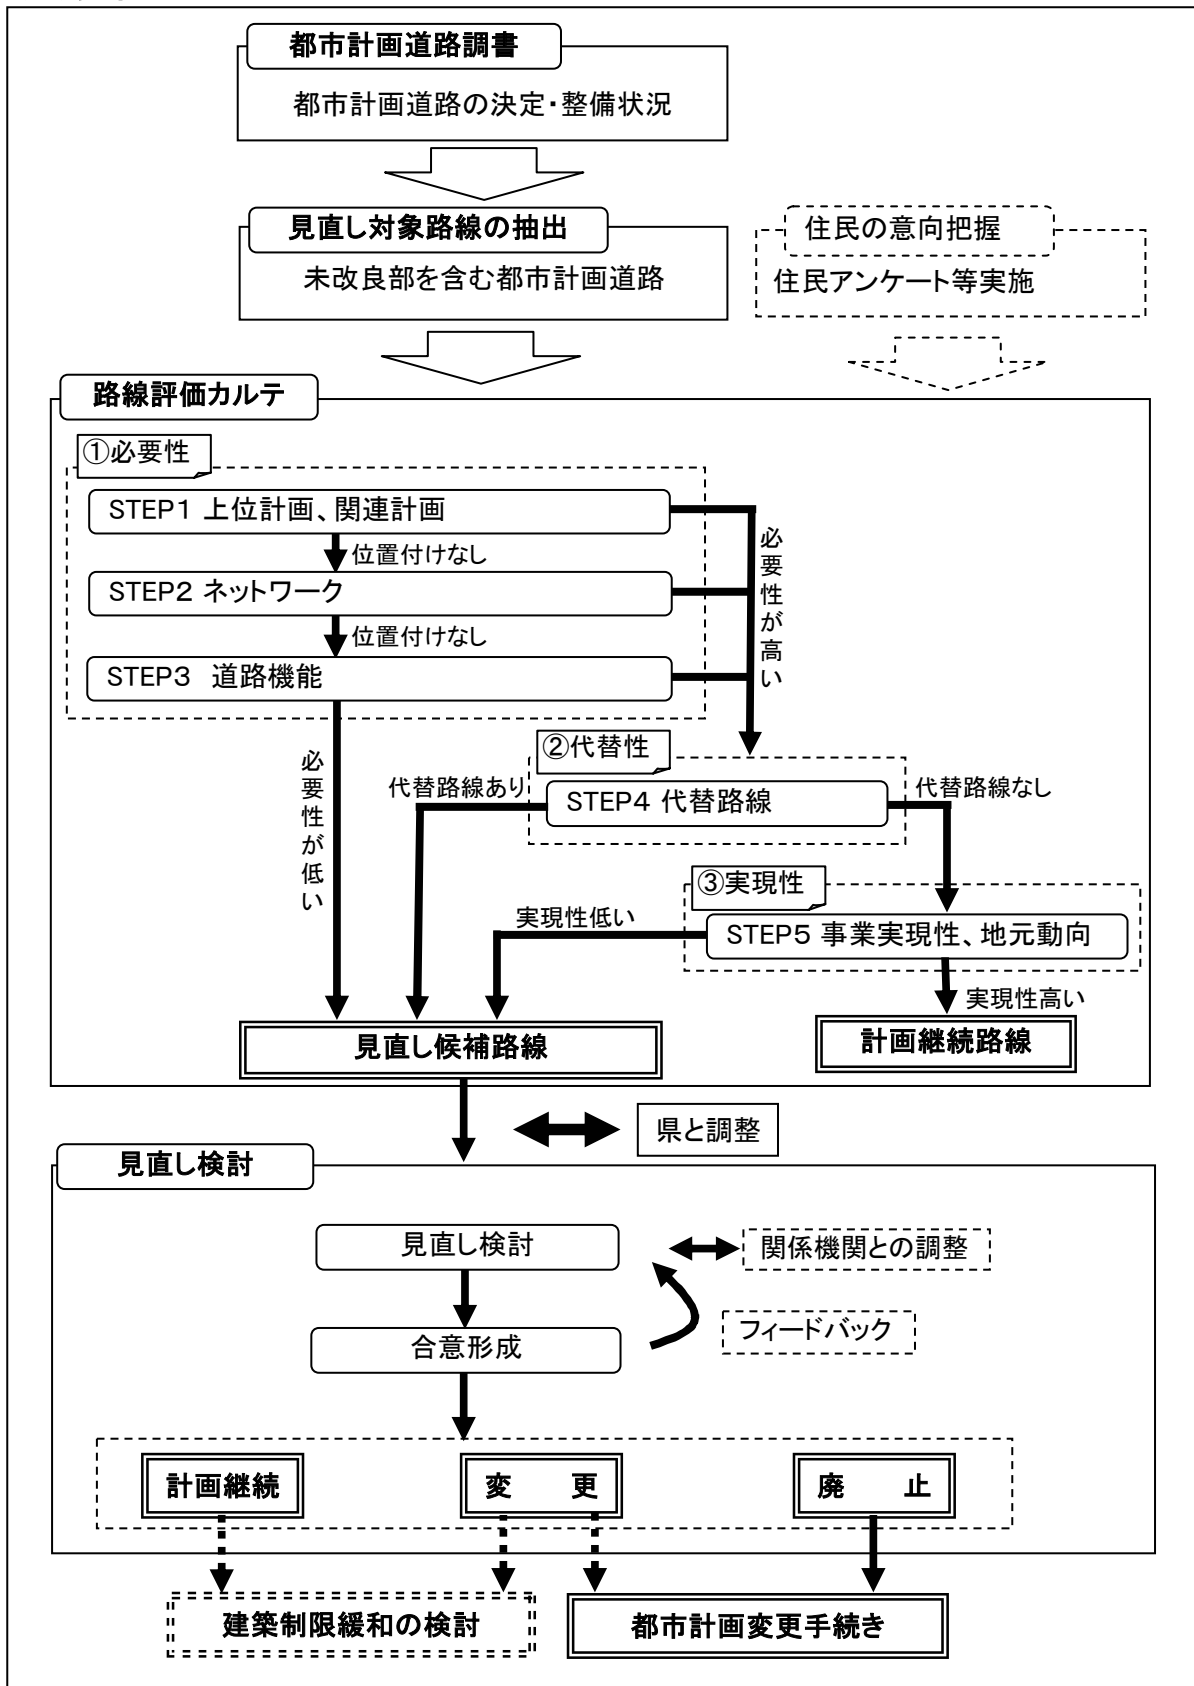 都市計画道路調書
都市計画道路の決定・整備状況
見直し対象路線の抽出
未改良部を含む都市計画道路
住民の意向把握
住民アンケート等実施
路線評価カルテ
①必要性
STEP1 上位計画、関連計画
位置付けなし
STEP2 ネットワーク
位置付けなし
STEP3　道路機能
必要性が高い
必要性が低い
②代替性
代替路線あり
STEP4 代替路線
代替路線なし
③実現性
実現性低い
STEP5 事業実現性、地元動向
実現性高い
見直し候補路線
計画継続路線
県と調整
見直し検討
見直し検討
関係機関との調整
フィードバック
合意形成
計画継続
変　更
廃　止
建築制限緩和の検討
都市計画変更手続き